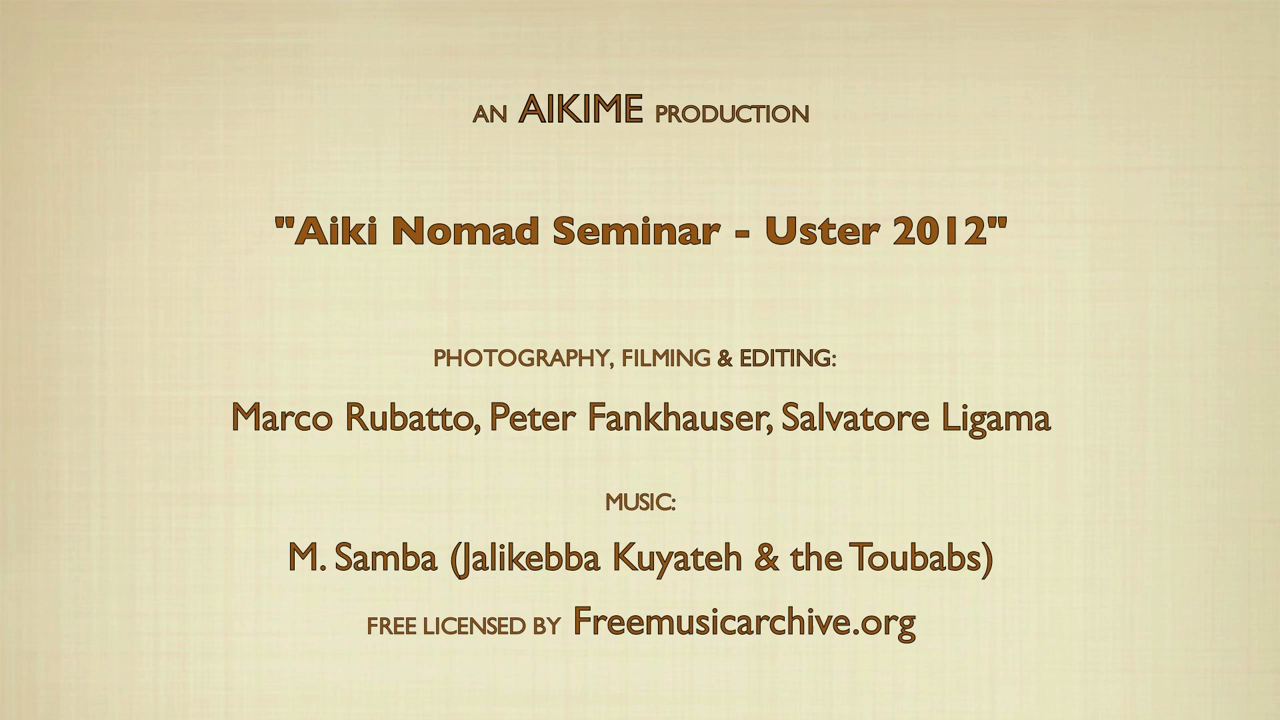 AN AIKIME PRODUCTION
"Aiki Nomad Seminar - Uster 2012"
PHOTOGRAPHY, FILMING & EDITING:
Marco Rubatto, Peter Fankhauser, Salvatore Ligama
MUSIC:
M. Samba (Jalikebba Kuyateh & the Toubabs)
FREE LICENSED BY Freemusicarchive.org